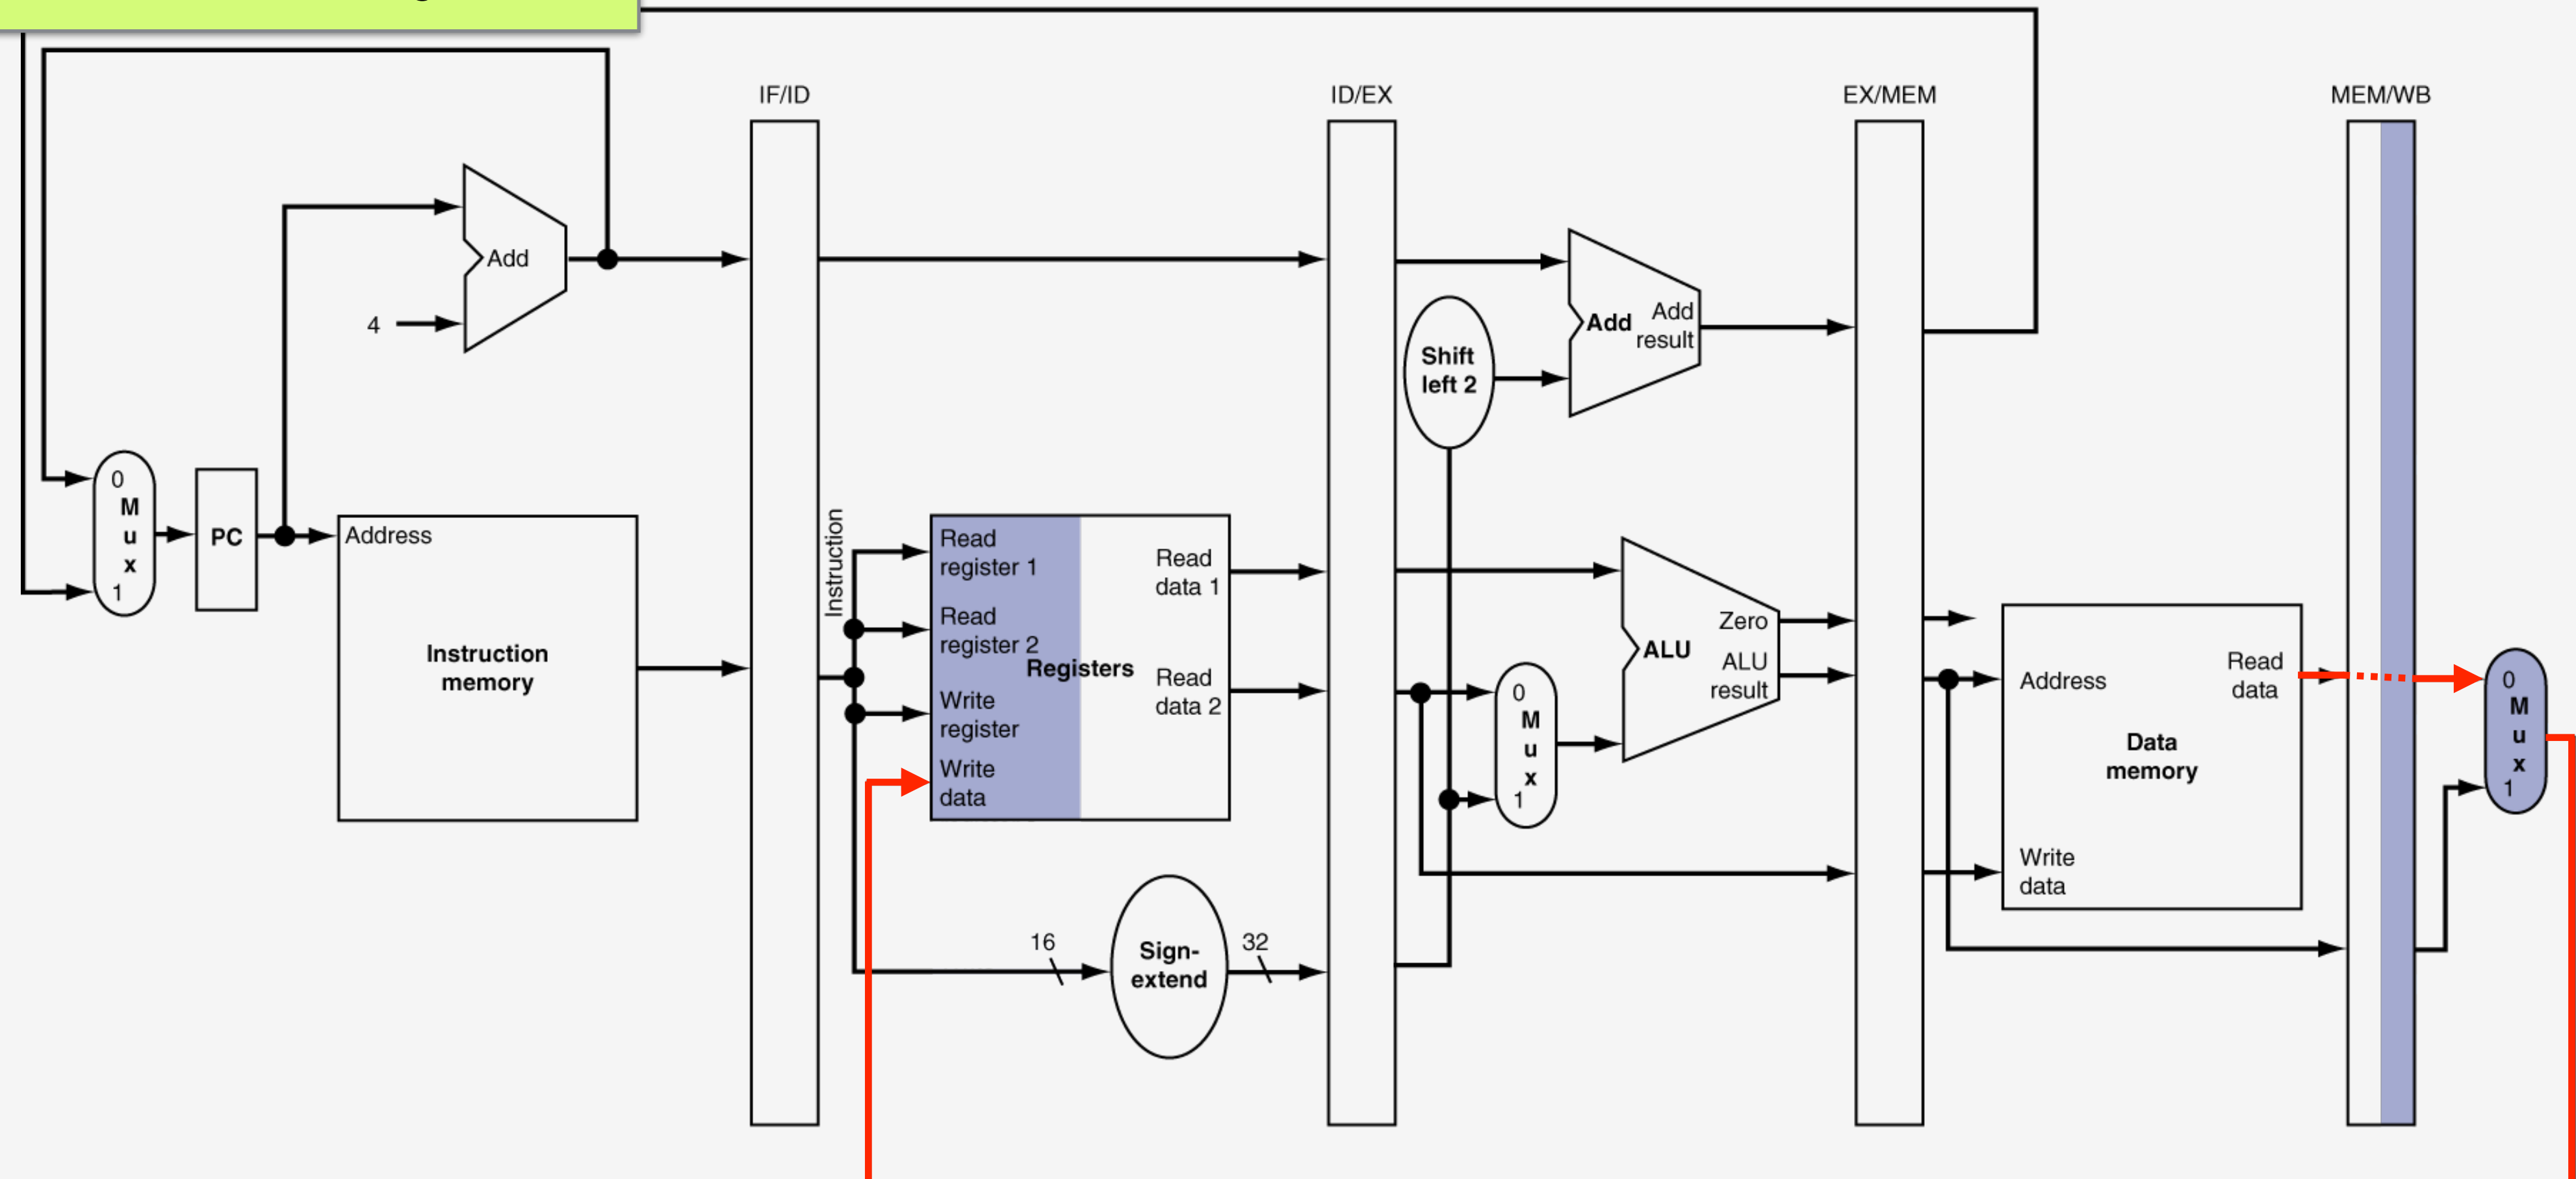 IF/ID
ID/EX
EX/MEM
MEM/WB
Add
4
Add
Add
result
Shift
left 2
0
M
u
x
1
PC
Address
Instruction
memory
Instruction
Read
register 1
Read
register 2
Write
register
Write
data
Registers
Read
data 1
Read
data 2
16
Sign-
extend
32
0
M
u
x
1
Zero
ALU
ALU
result
Address
Read
data
Data
memory
Write
data
0
M
u
x
1